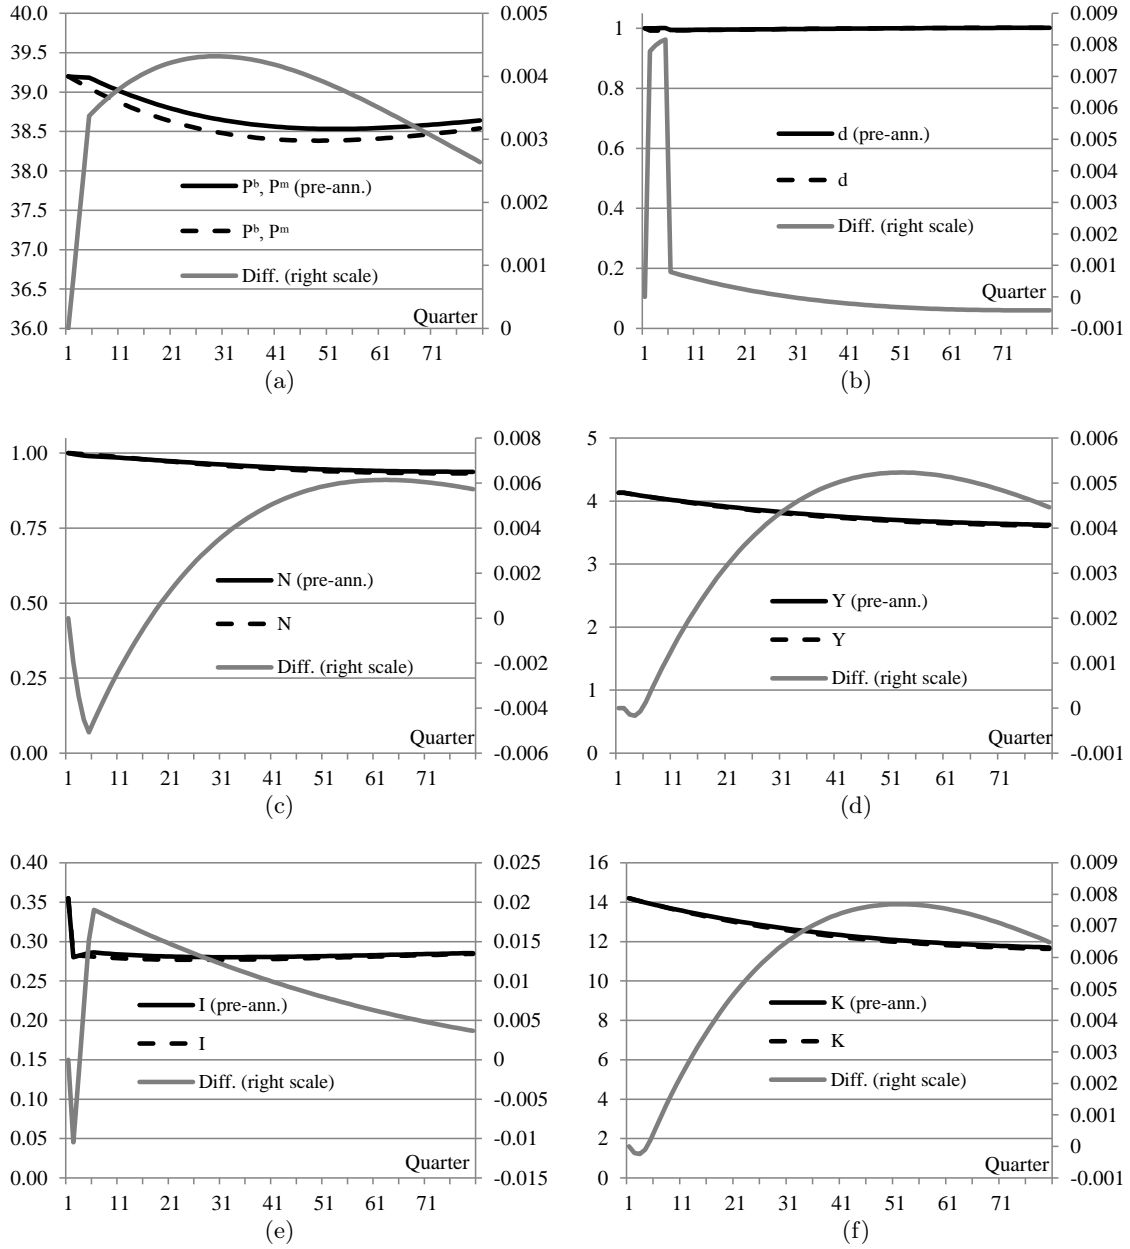 40.0
39.5
39.0
38.5
38.0
37.5
37.0
36.5
36.0
0.005
0.004
0.003
0.002
0.001
0
Pᵇ, Pᵐ (pre-ann.)
Pᵇ, Pᵐ
Diff. (right scale)
Quarter
1 11 21 31 41 51 61 71
(a)
1
0.8
0.6
0.4
0.2
0
0.009
0.008
0.007
0.006
0.005
0.004
0.003
0.002
0.001
0
-0.001
d (pre-ann.)
d
Diff. (right scale)
Quarter
1 11 21 31 41 51 61 71
(b)
1.00
0.75
0.50
0.25
0.00
0.008
0.006
0.004
0.002
0
-0.002
-0.004
-0.006
N (pre-ann.)
N
Diff. (right scale)
Quarter
1 11 21 31 41 51 61 71
(c)
5
4
3
2
1
0
0.006
0.005
0.004
0.003
0.002
0.001
0
-0.001
Y (pre-ann.)
Y
Diff. (right scale)
Quarter
1 11 21 31 41 51 61 71
(d)
0.40
0.35
0.30
0.25
0.20
0.15
0.10
0.05
0.00
0.025
0.02
0.015
0.01
0.005
0
-0.005
-0.01
-0.015
I (pre-ann.)
I
Diff. (right scale)
Quarter
1 11 21 31 41 51 61 71
(e)
16
14
12
10
8
6
4
2
0
0.009
0.008
0.007
0.006
0.005
0.004
0.003
0.002
0.001
0
-0.001
K (pre-ann.)
K
Diff. (right scale)
Quarter
1 11 21 31 41 51 61 71
(f)